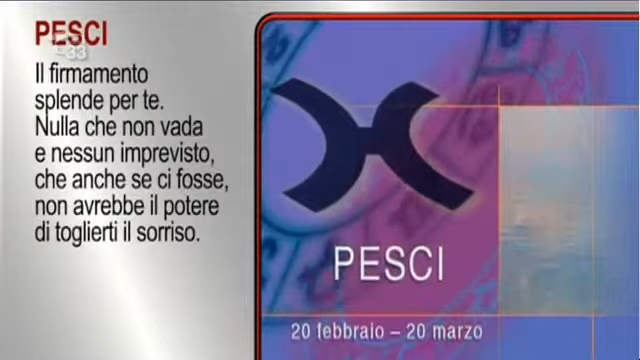 PESCI
33
Il firmamento
splende per te.
Nulla che non vada
e nessun imprevisto,
che anche se ci fosse,
non avrebbe il potere
di toglierti il sorriso.
PESCI
20 febbraio – 20 marzo